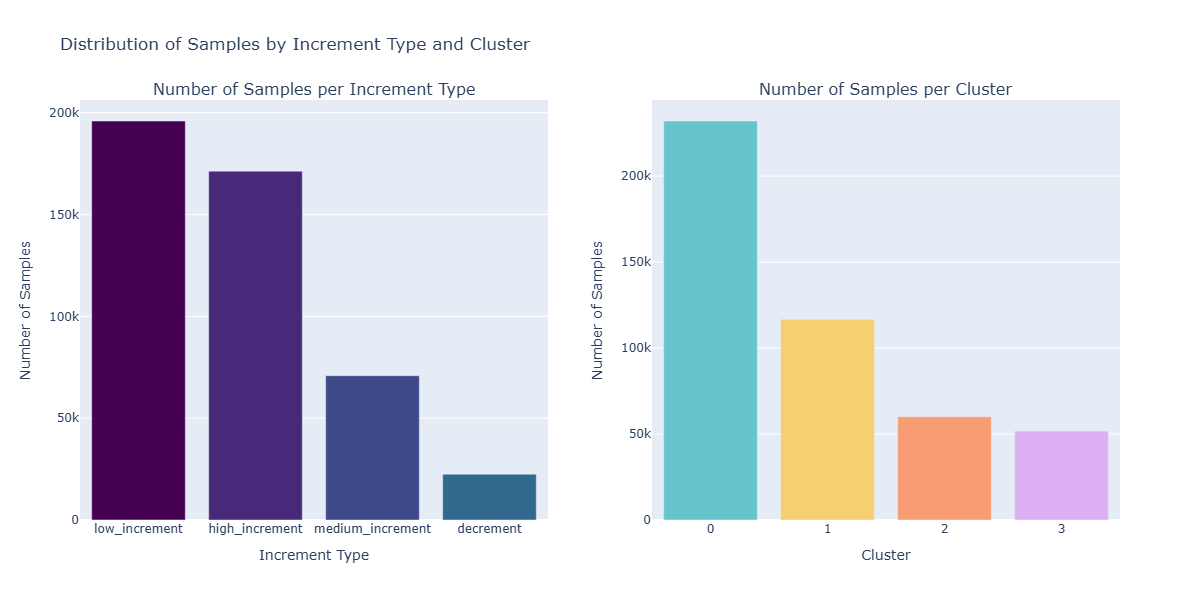 Distribution of Samples by Increment Type and Cluster
Number of Samples per Increment Type
200k
150k
100k
50k
0
Number of Samples
low_increment high_increment medium_increment decrement
Increment Type
Number of Samples per Cluster
200k
150k
100k
50k
0
Number of Samples
0 1 2 3
Cluster